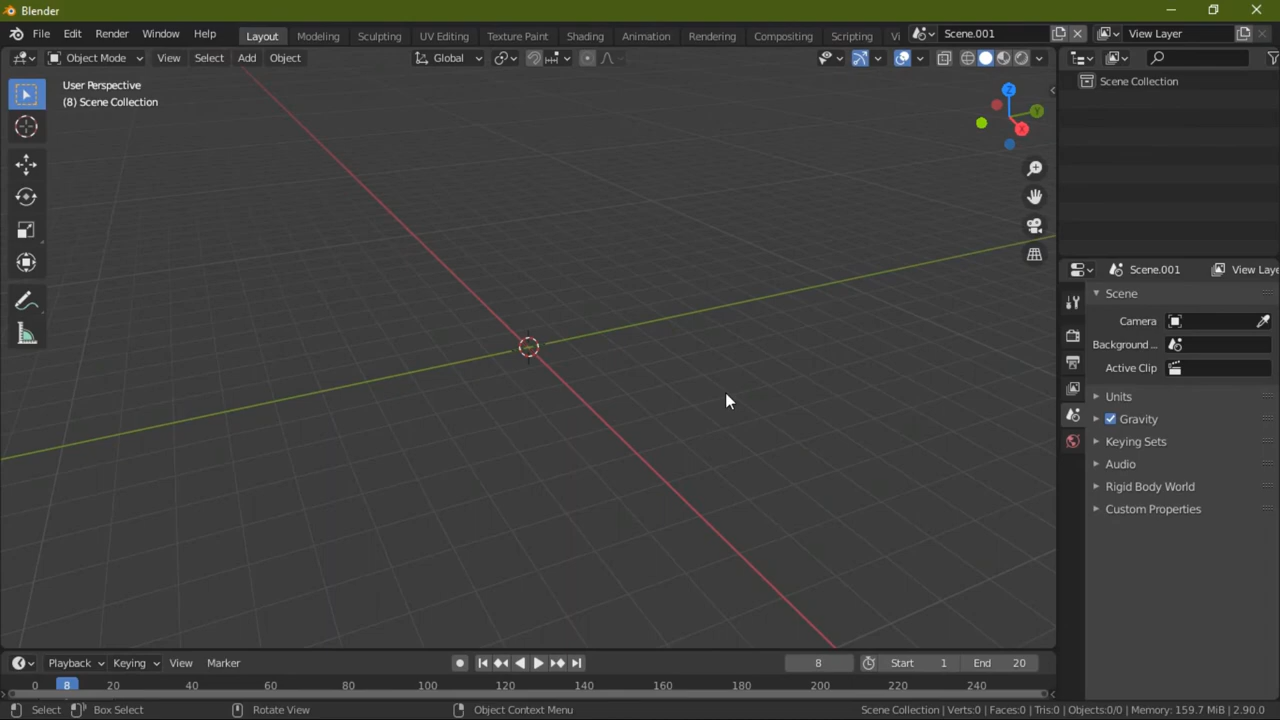 Blender
File Edit Render Window Help Layout Modeling Sculpting UV Editing Texture Paint Shading Animation Rendering Compositing Scripting Vi Scene.001 View Layer
Object Mode View Select Add Object Global
User Perspective
(8) Scene Collection
Z
Y
X
Scene Collection
Scene.001 View Laye
Scene
Camera
Background ...
Active Clip
Units
Gravity
Keying Sets
Audio
Rigid Body World
Custom Properties
Playback Keying View Marker 8 Start 1 End 20
0 8 20 40 60 80 100 120 140 160 180 200 220 240
Select Box Select Rotate View Object Context Menu Scene Collection | Verts:0 | Faces:0 | Tris:0 | Objects:0/0 | Memory: 159.7 MiB | 2.90.0